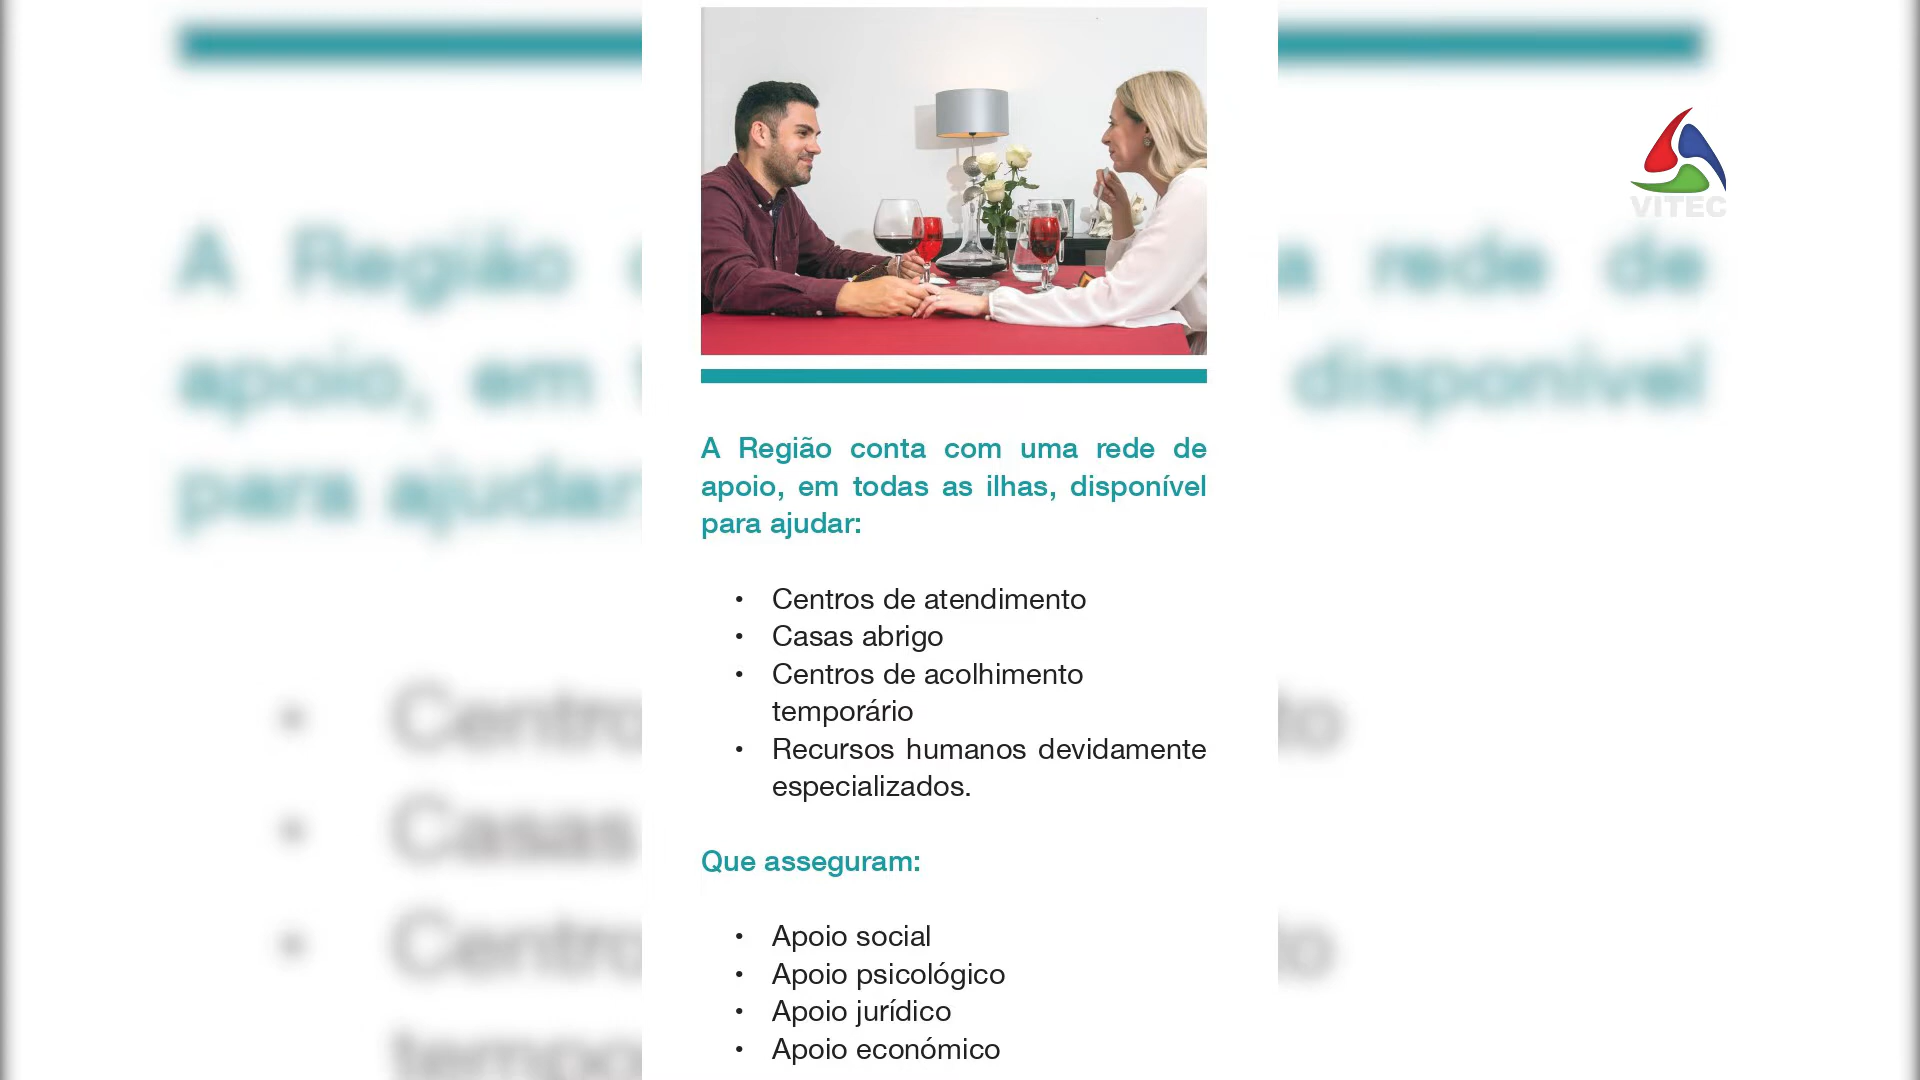 VITEC
A Região conta com uma rede de
apoio, em todas as ilhas, disponível
para ajudar:
• Centros de atendimento
• Casas abrigo
• Centros de acolhimento
temporário
• Recursos humanos devidamente
especializados.
Que asseguram:
• Apoio social
• Apoio psicológico
• Apoio jurídico
• Apoio económico